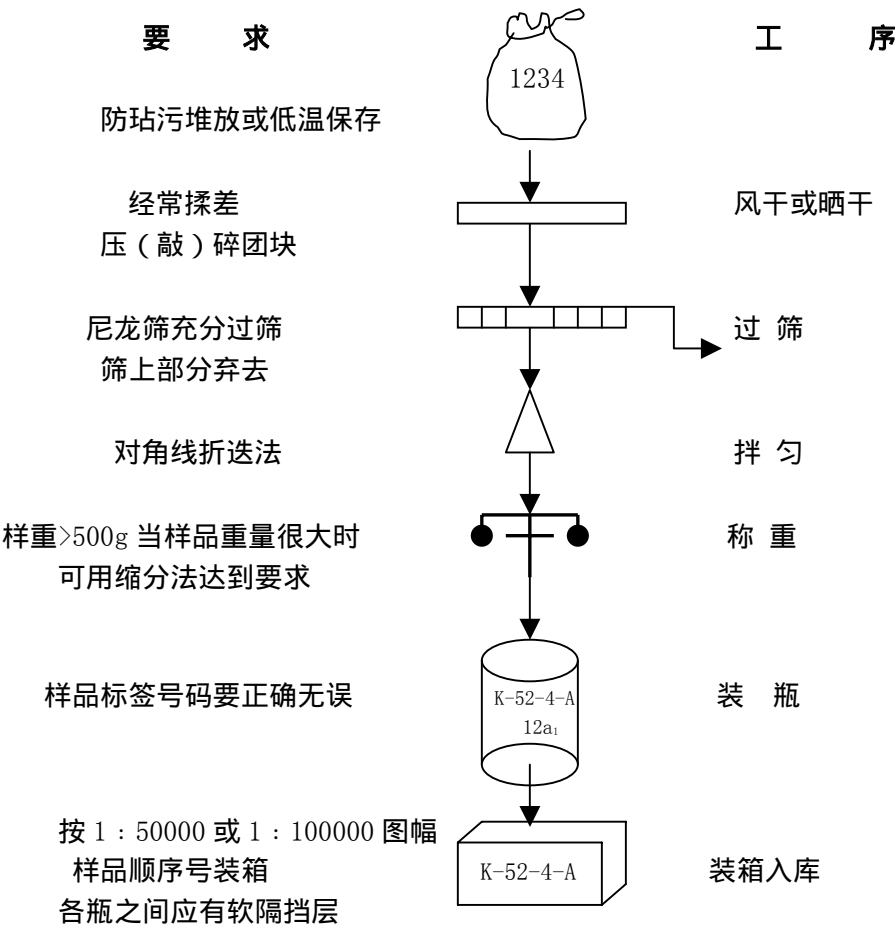 要 求
工 序
1234
防玷污堆放或低温保存
经常揉差
风干或晒干
压（敲）碎团块
尼龙筛充分过筛
过 筛
筛上部分弃去
对角线折迭法
拌 匀
样重>500g 当样品重量很大时
称 重
可用缩分法达到要求
样品标签号码要正确无误
K-52-4-A
12a₁
装 瓶
按 1：50000 或 1：100000 图幅
样品顺序号装箱
K-52-4-A
装箱入库
各瓶之间应有软隔挡层